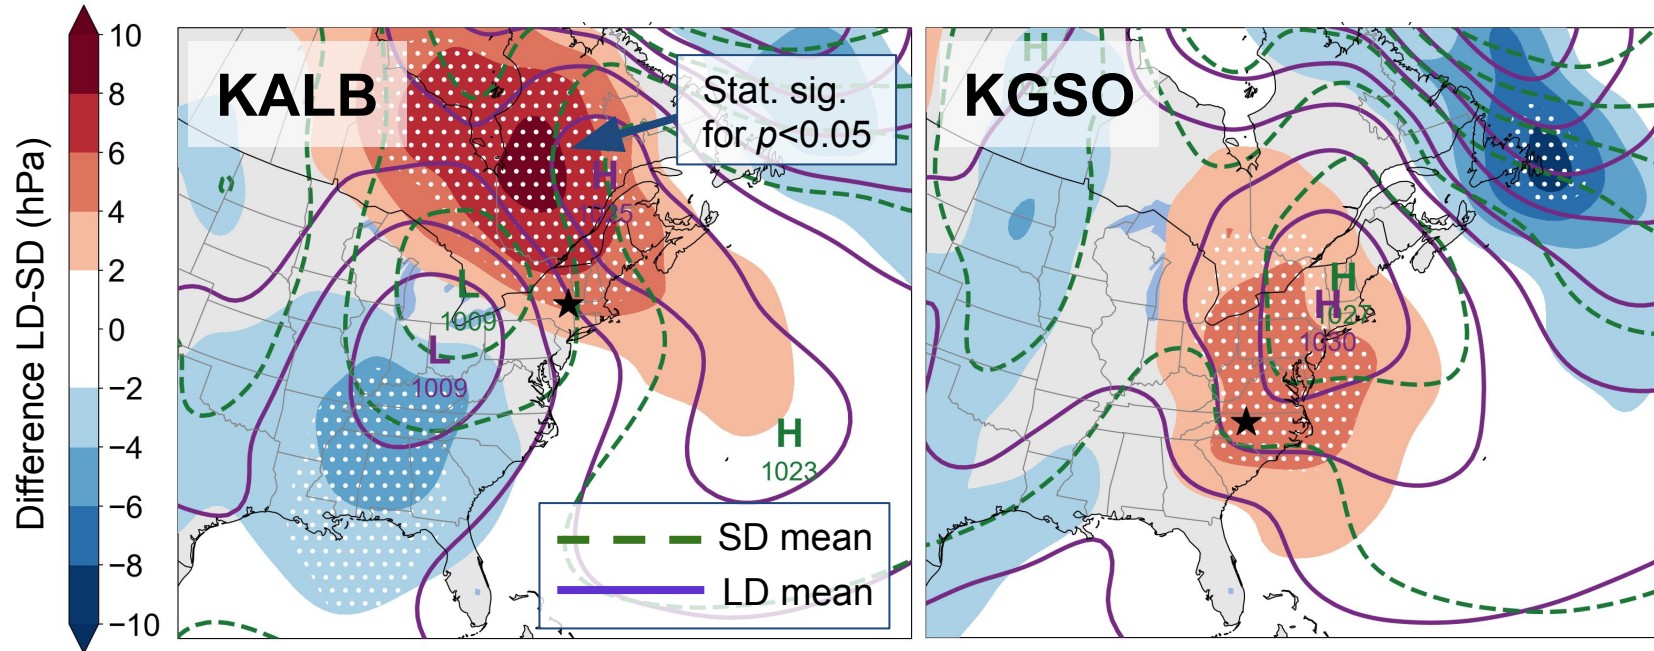 Difference LD-SD (hPa)
10
8
6
4
2
0
−2
−4
−6
−8
−10
KALB
Stat. sig.
for p<0.05
H
L
1009
L
1009
H
1023
SD mean
LD mean
KGSO
H
H
H
1027
1030